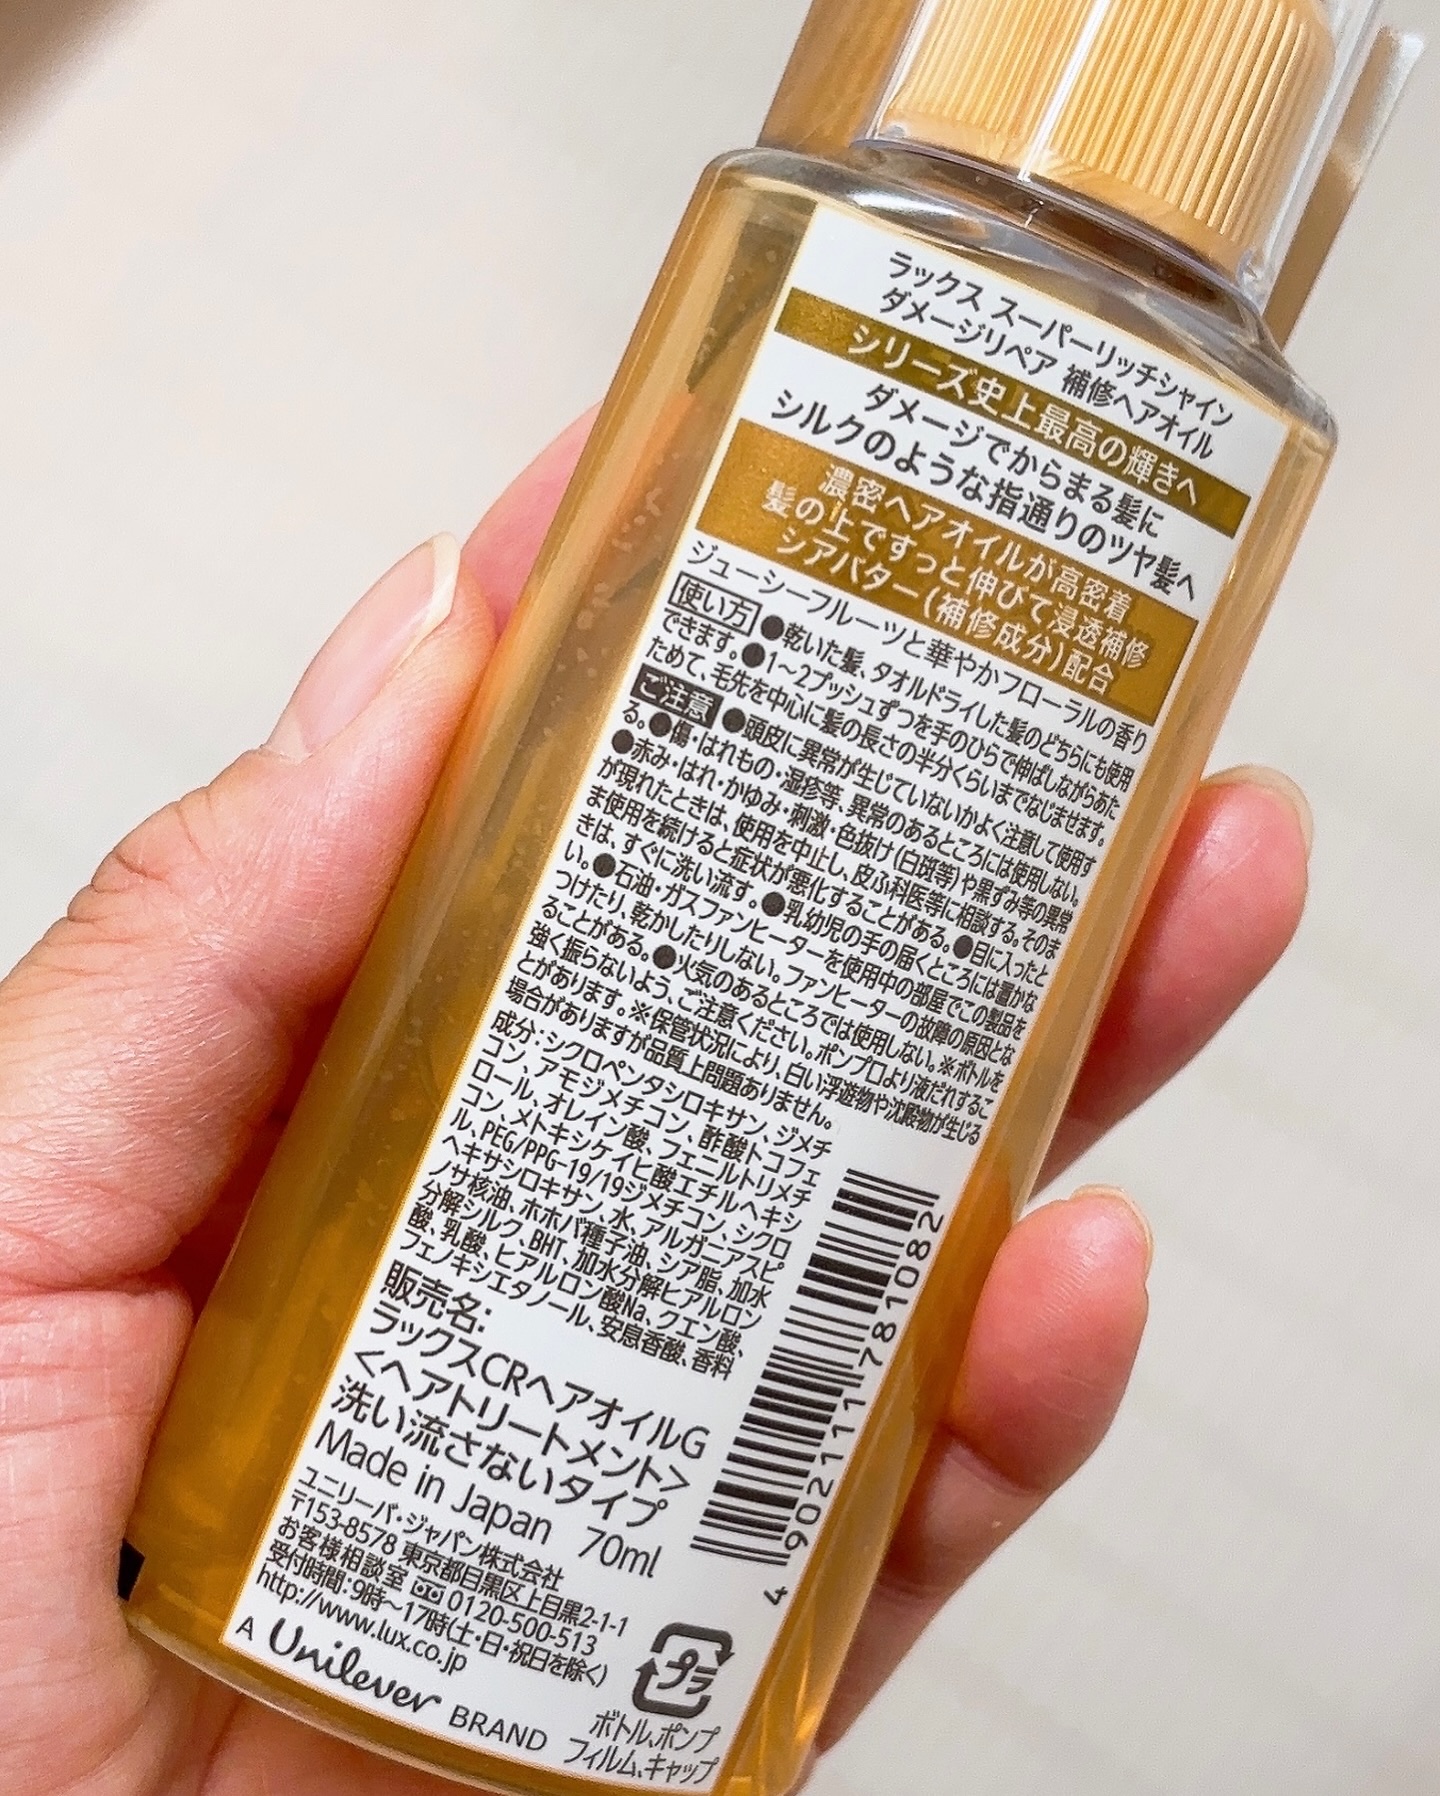 ラックス スーパーリッチシャイン
ダメージリペア 補修ヘアオイル
シリーズ史上最高の輝きへ
ダメージでからまる髪に
シルクのような指通りのツヤ髪へ
濃密ヘアオイルが高密着
髪の上ですっと伸びて浸透補修
シアバター(補修成分)配合
ジューシーフルーツと華やかフローラルの香り
使い方 ●乾いた髪、タオルドライした髪のどちらにも使用
できます。●1〜2プッシュずつを手のひらで伸ばしながらあた
ためて、毛先を中心に髪の長さの半分くらいまでなじませます。
ご注意 ●頭皮に異常が生じていないかよく注意して使用す
る。●傷・はれもの・湿疹等、異常のあるところには使用しない。
●赤み・はれ・かゆみ・刺激・色抜け(白斑等)や黒ずみ等の異常
が現れたときは、使用を中止し、皮ふ科医等に相談する。そのま
ま使用を続けると症状が悪化することがある。●目に入ったと
きは、すぐに洗い流す。●乳幼児の手の届くところには置かな
い。●石油・ガスファンヒーターを使用中の部屋でこの製品を
つけたり、乾かしたりしない。ファンヒーターの故障の原因とな
ることがある。●火気のあるところでは使用しない。※ボトルを
強く振らないよう、ご注意ください。ポンプ口より液だれするこ
とがあります。※保管状況により、白い浮遊物や沈殿物が生じる
場合がありますが品質上問題ありません。
成分:シクロペンタシロキサン、ジメチ
コン、アモジメチコン、酢酸トコフェ
ロール、オレイン酸、フェニルトリメチ
コン、メトキシケイヒ酸エチルヘキシ
ル、PEG/PPG-19/19ジメチコン、シクロ
ヘキサシロキサン、水、アルガニアスピ
ノサ核油、ホホバ種子油、シア脂、加水
分解シルク、BHT、加水分解ヒアルロン
酸、乳酸、ヒアルロン酸Na、クエン酸、
フェノキシエタノール、安息香酸、香料
販売名:
ラックスCRヘアオイルG
<ヘアトリートメント>
洗い流さないタイプ
Made in Japan 70ml
ユニリーバ・ジャパン株式会社
〒153-8578 東京都目黒区上目黒2-1-1
お客様相談室 0120-500-513
受付時間:9時〜17時(土・日・祝日を除く)
http://www.lux.co.jp
A Unilever BRAND
プラ
ボトル、ポンプ
フィルム、キャップ
4 902111 781082